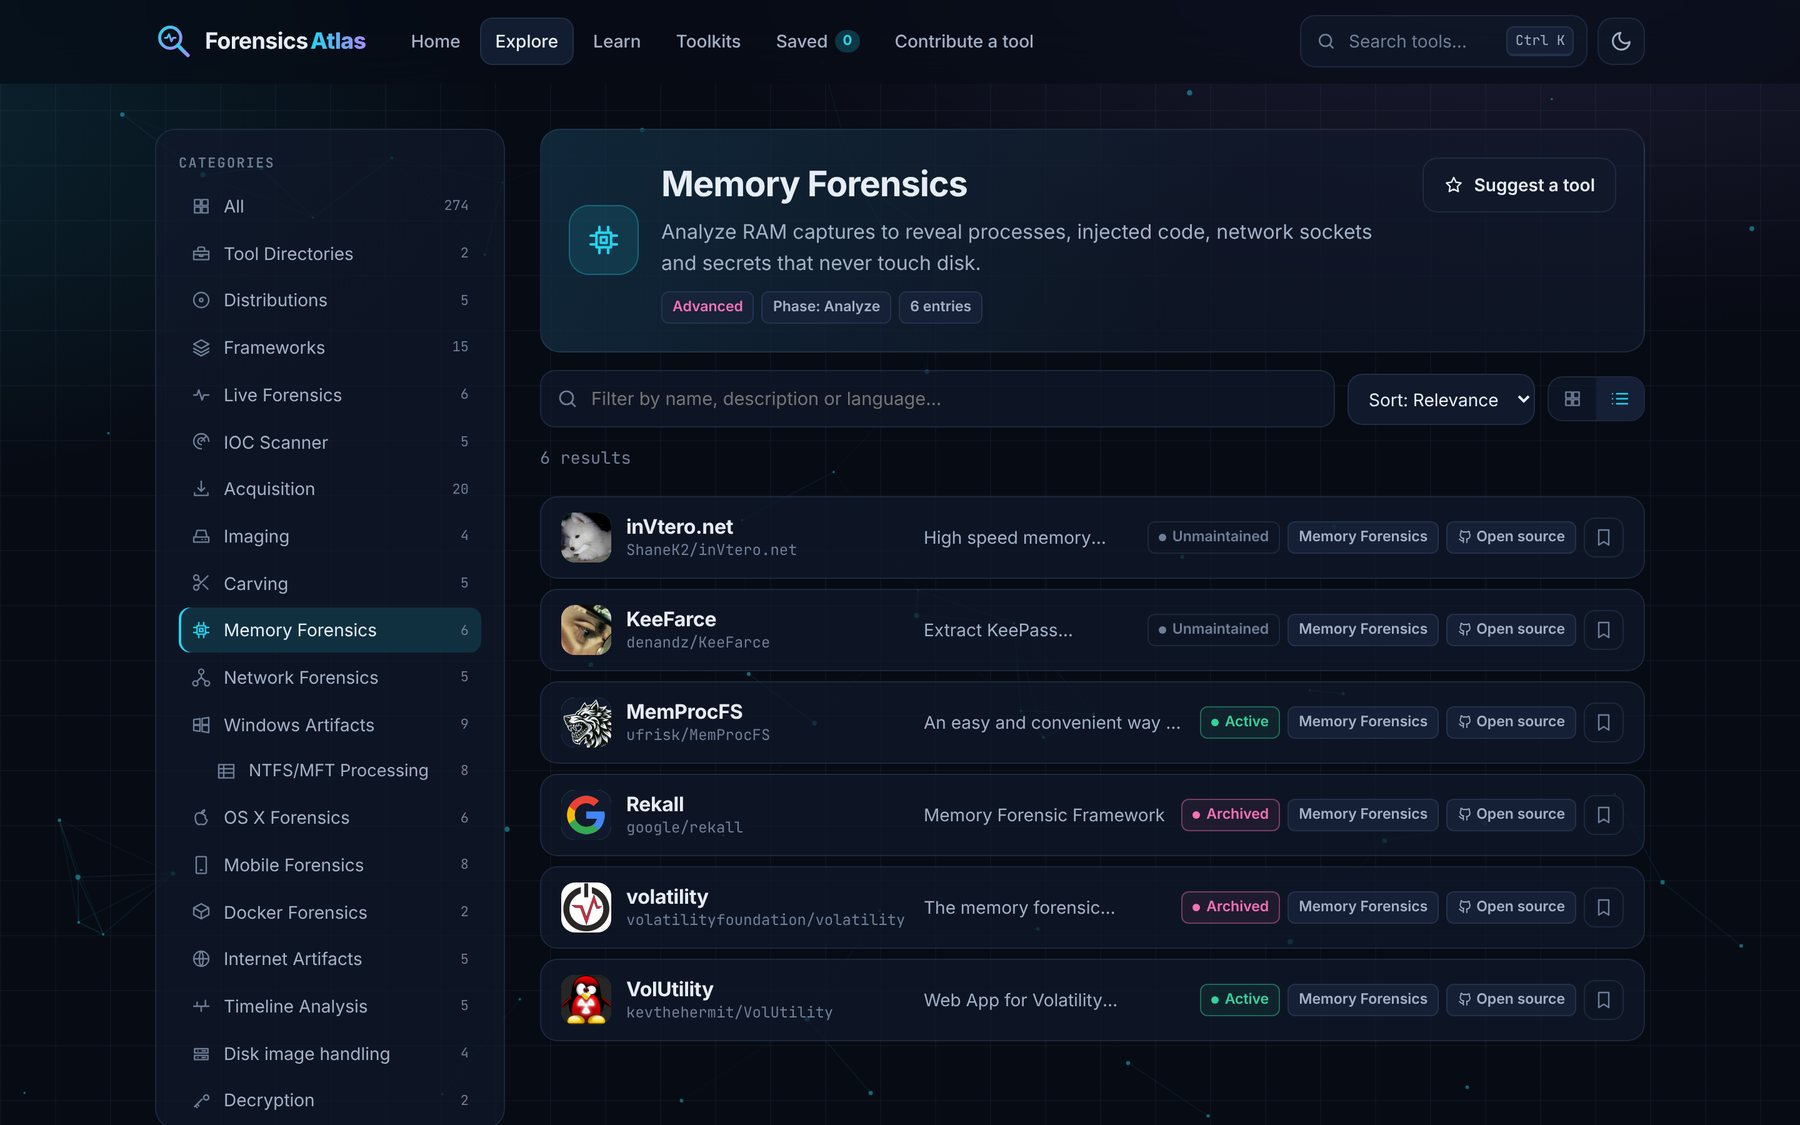 ForensicsAtlas
Home
Explore
Learn
Toolkits
Saved 0
Contribute a tool
Search tools...
Ctrl K
CATEGORIES
All 274
Tool Directories 2
Distributions 5
Frameworks 15
Live Forensics 6
IOC Scanner 5
Acquisition 20
Imaging 4
Carving 5
Memory Forensics 6
Network Forensics 5
Windows Artifacts 9
NTFS/MFT Processing 8
OS X Forensics 6
Mobile Forensics 8
Docker Forensics 2
Internet Artifacts 5
Timeline Analysis 5
Disk image handling 4
Decryption 2
Memory Forensics
Suggest a tool
Analyze RAM captures to reveal processes, injected code, network sockets
and secrets that never touch disk.
Advanced
Phase: Analyze
6 entries
Filter by name, description or language...
Sort: Relevance
6 results
inVtero.net
ShaneK2/inVtero.net
High speed memory...
Unmaintained
Memory Forensics
Open source
KeeFarce
denandz/KeeFarce
Extract KeePass...
Unmaintained
Memory Forensics
Open source
MemProcFS
ufrisk/MemProcFS
An easy and convenient way ...
Active
Memory Forensics
Open source
Rekall
google/rekall
Memory Forensic Framework
Archived
Memory Forensics
Open source
volatility
volatilityfoundation/volatility
The memory forensic...
Archived
Memory Forensics
Open source
VolUtility
kevthehermit/VolUtility
Web App for Volatility...
Active
Memory Forensics
Open source